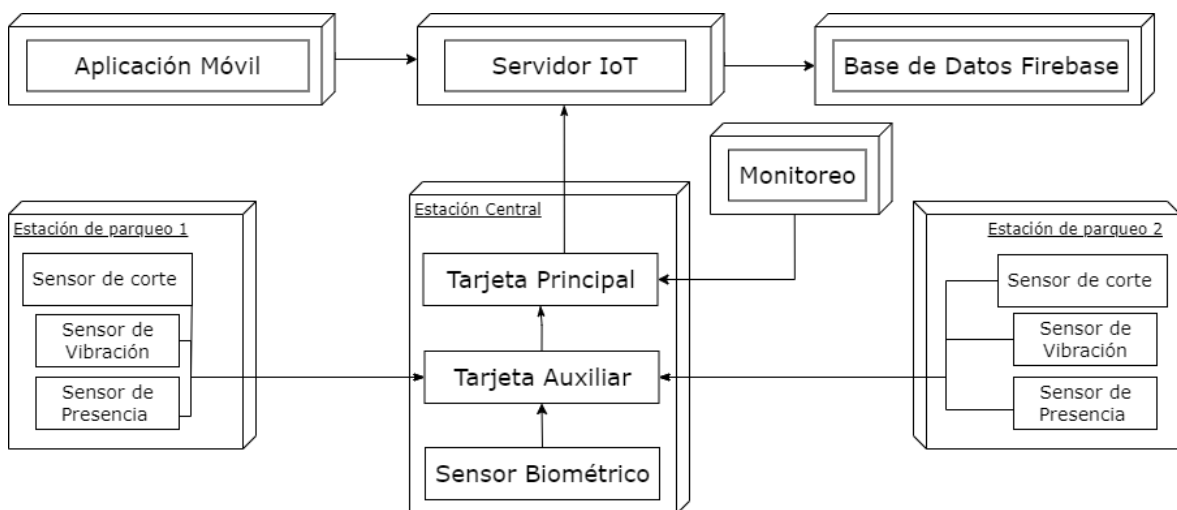 Aplicación Móvil
Servidor IoT
Base de Datos Firebase
Monitoreo
Estación de parqueo 1
Sensor de corte
Sensor de
Vibración
Sensor de
Presencia
Estación Central
Tarjeta Principal
Tarjeta Auxiliar
Sensor Biométrico
Estación de parqueo 2
Sensor de corte
Sensor de
Vibración
Sensor de
Presencia